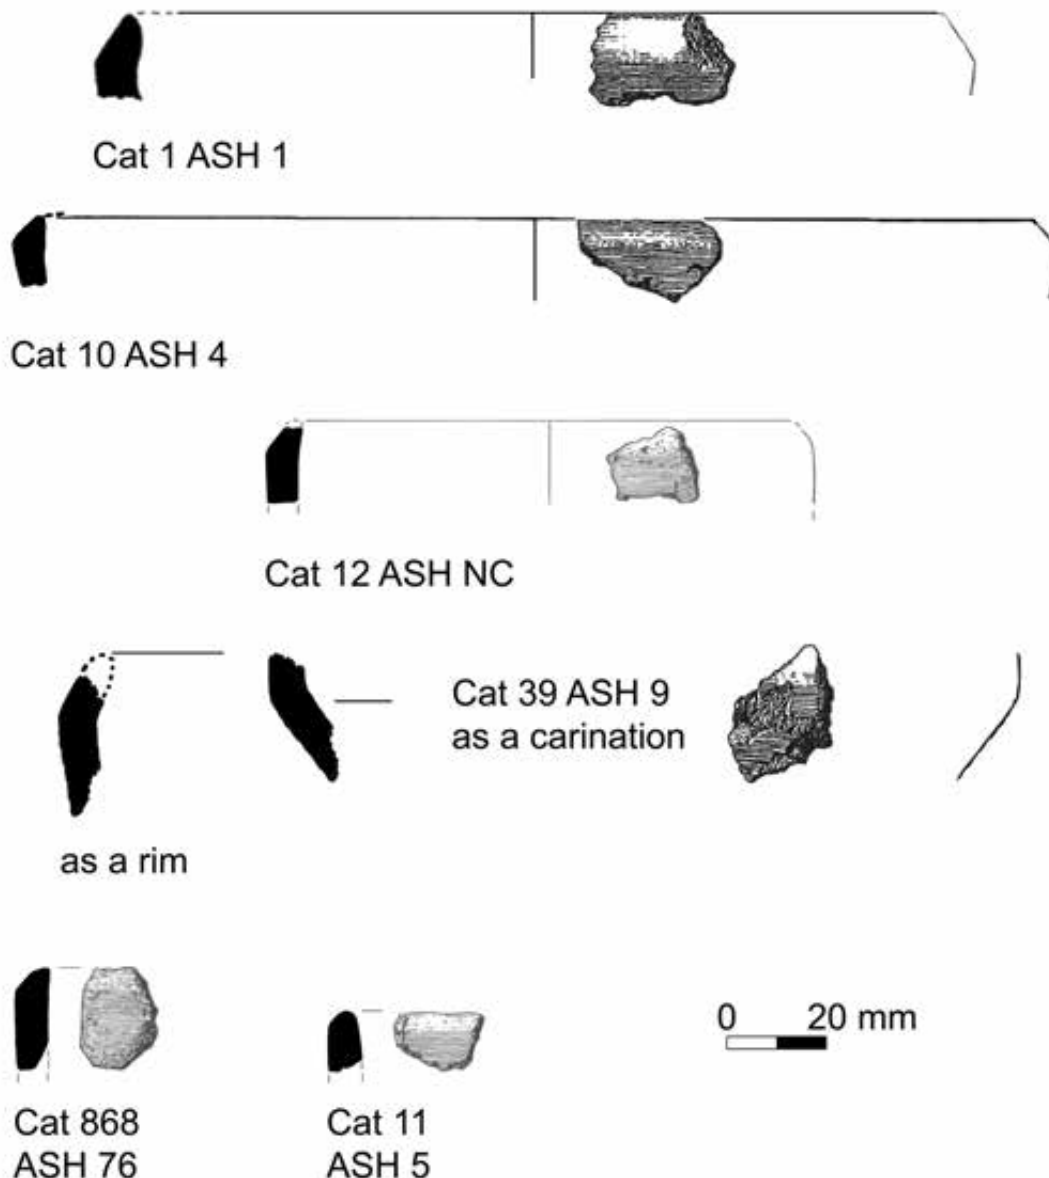 Cat 1 ASH 1
Cat 10 ASH 4
Cat 12 ASH NC
Cat 39 ASH 9
as a carination
as a rim
0 20 mm
Cat 868
ASH 76
Cat 11
ASH 5